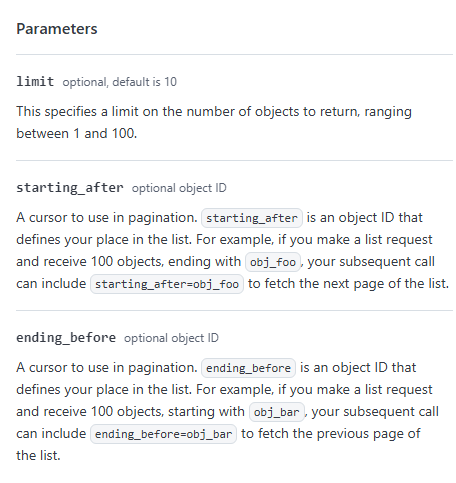 Parameters
limit optional, default is 10
This specifies a limit on the number of objects to return, ranging
between 1 and 100.
starting_after optional object ID
A cursor to use in pagination. starting_after is an object ID that
defines your place in the list. For example, if you make a list request
and receive 100 objects, ending with obj_foo, your subsequent call
can include starting_after=obj_foo to fetch the next page of the list.
ending_before optional object ID
A cursor to use in pagination. ending_before is an object ID that
defines your place in the list. For example, if you make a list request
and receive 100 objects, starting with obj_bar, your subsequent call
can include ending_before=obj_bar to fetch the previous page of
the list.